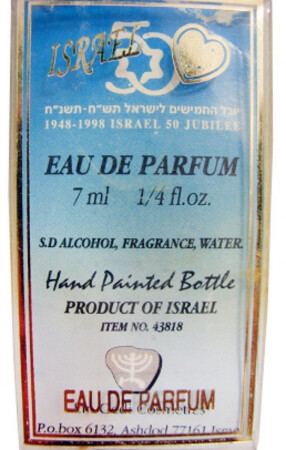 ISRAEL 50
יובל החמישים לישראל תש"ח-תשנ"ח
1948-1998 ISRAEL 50 JUBILEE
EAU DE PARFUM
7 ml 1/4 fl.oz.
S.D ALCOHOL, FRAGRANCE, WATER.
Hand Painted Bottle
PRODUCT OF ISRAEL
ITEM NO. 43818
EAU DE PARFUM
Cosmetics
P.o.box 6132, Ashdod 77161